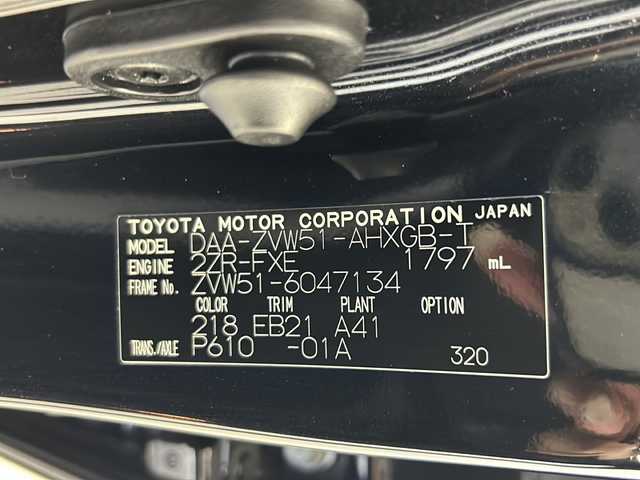 TOYOTA MOTOR CORPORATION JAPAN
MODEL DAA-ZVW51-AHXGB-T
ENGINE 2ZR-FXE 1797 mL
FRAME No. ZVW51-6047134
COLOR TRIM PLANT OPTION
218 EB21 A41
TRANS./AXLE P610 -01A 320